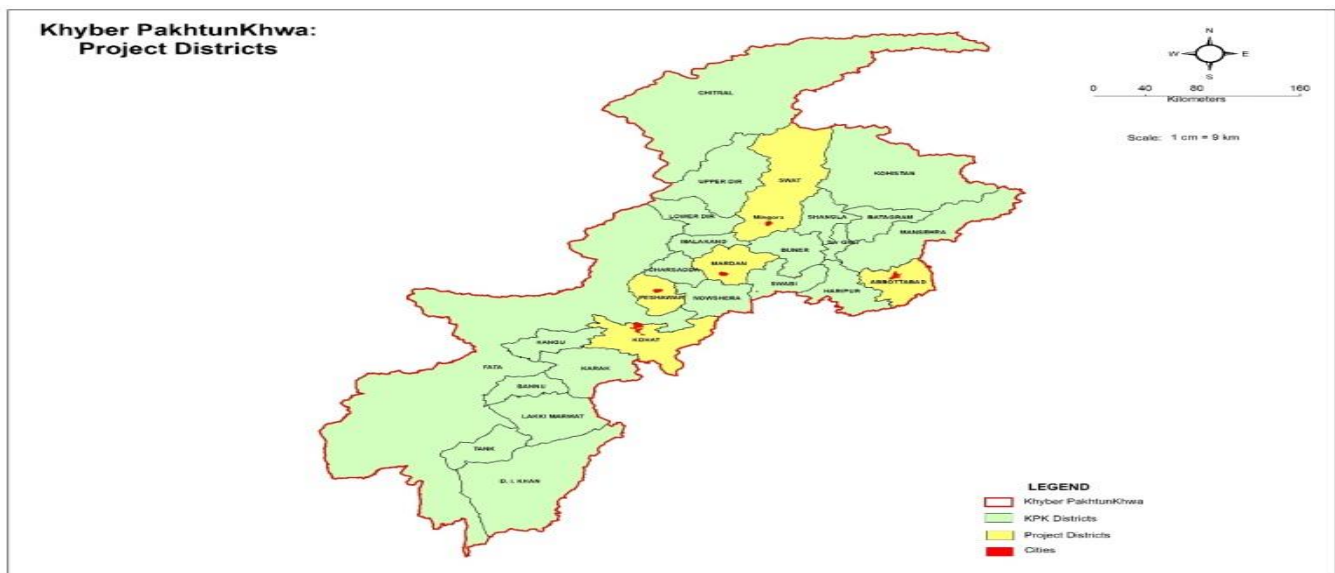 Khyber PakhtunKhwa:
Project Districts
N
W E
S
0 40 80 160
Kilometers
Scale: 1 cm = 9 km
CHITRAL
UPPER DIR
SWAT
KOHISTAN
LOWER DIR
Mingora
SHANGLA
BATAGRAM
MALAKAND
BUNER
MANSEHRA
CHARSADDA
MARDAN
SWABI
HARIPUR
ABBOTTABAD
PESHAWAR
NOWSHERA
KOHAT
HANGU
FATA
KARAK
BANNU
LAKKI MARWAT
TANK
D. I. KHAN
LEGEND
Khyber PakhtunKhwa
KPK Districts
Project Districts
Cities